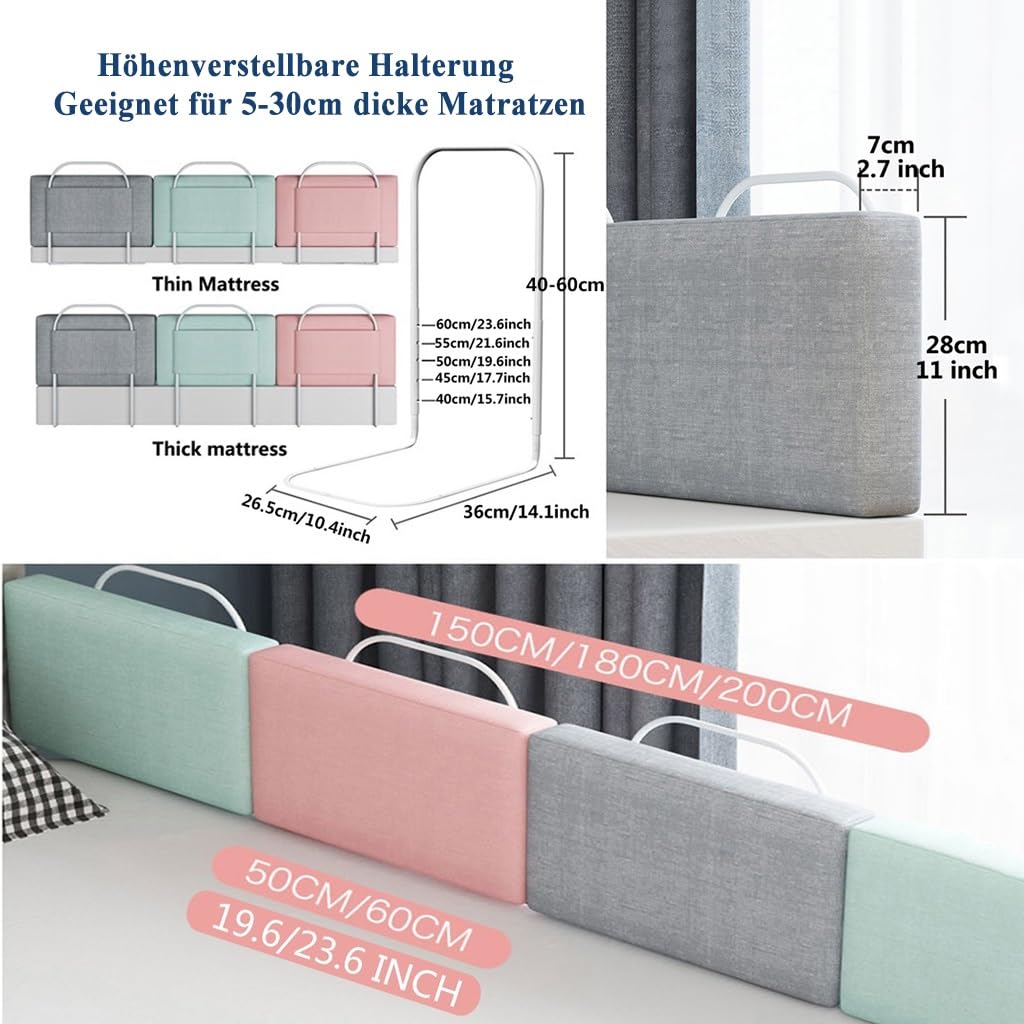 Höhenverstellbare Halterung
Geeignet für 5-30cm dicke Matratzen
Thin Mattress
Thick mattress
40-60cm
60cm/23.6inch
55cm/21.6inch
50cm/19.6inch
45cm/17.7inch
40cm/15.7inch
26.5cm/10.4inch
36cm/14.1inch
7cm
2.7 inch
28cm
11 inch
150CM/180CM/200CM
50CM/60CM
19.6/23.6 INCH